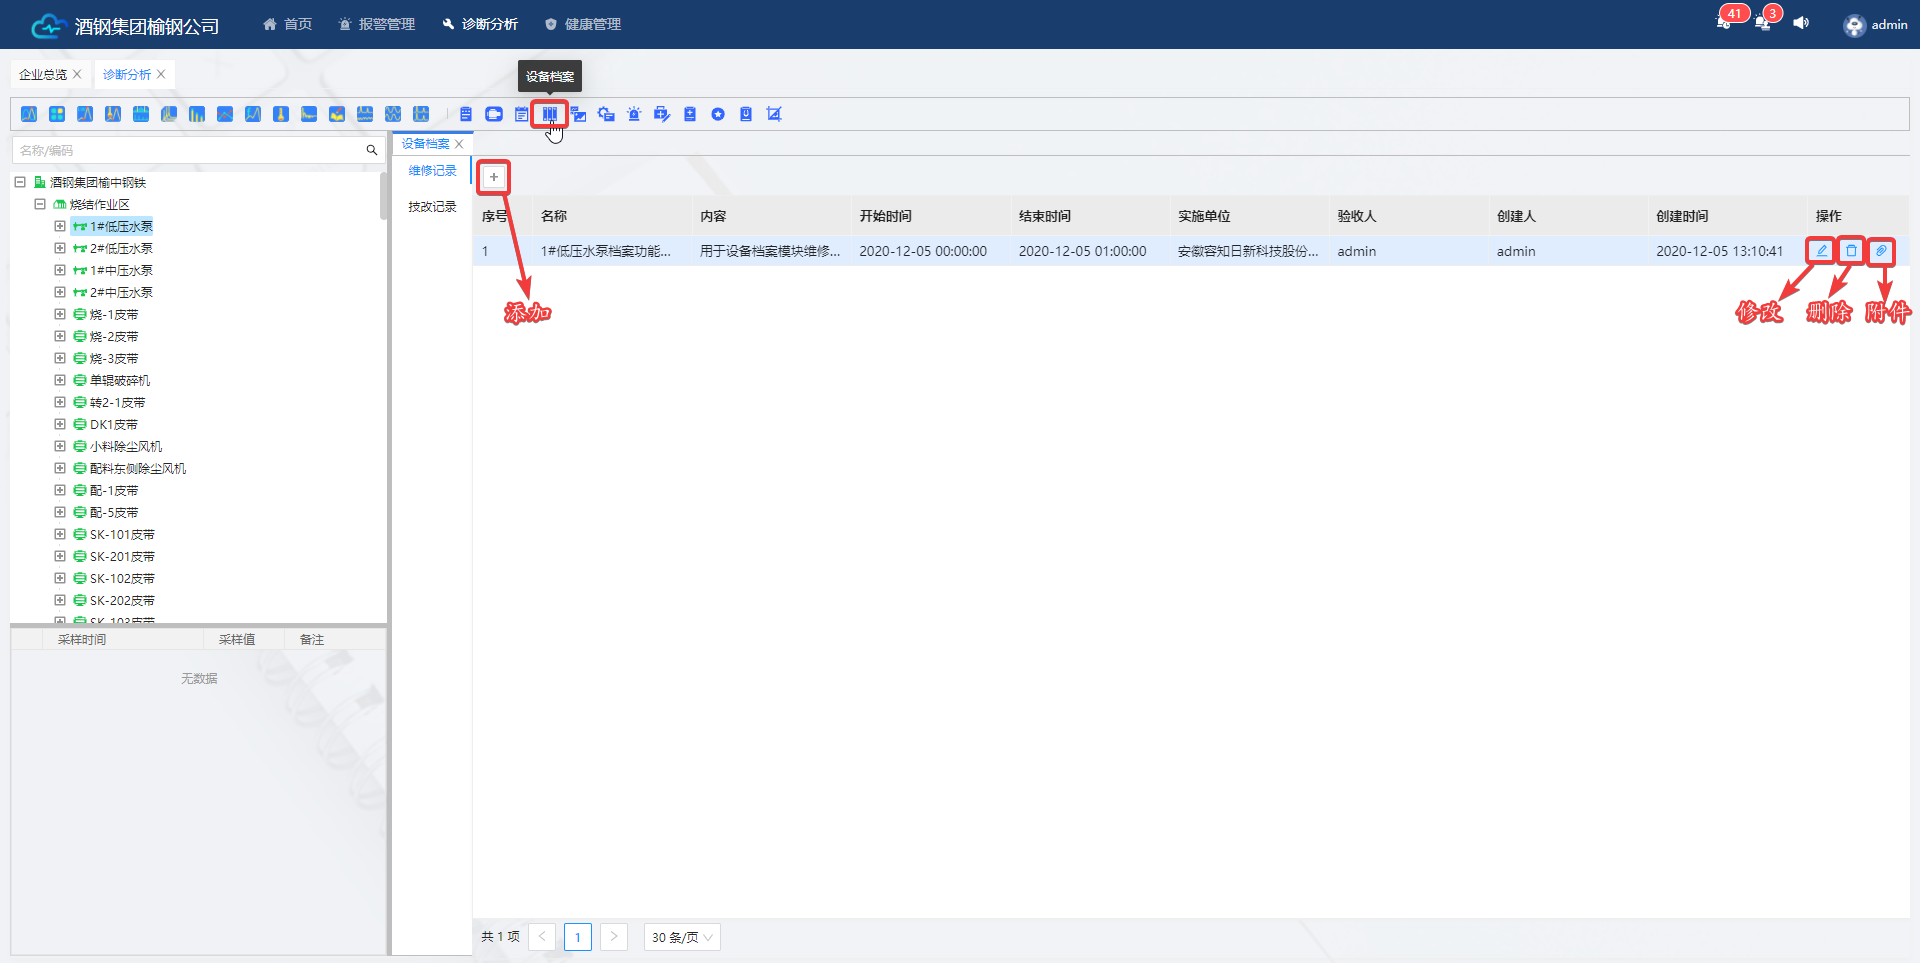 酒钢集团榆钢公司
首页
报警管理
诊断分析
健康管理
41
3
admin
企业总览
诊断分析
设备档案
名称/编码
设备档案
维修记录
技改记录
酒钢集团榆中钢铁
烧结作业区
1#低压水泵
2#低压水泵
1#中压水泵
2#中压水泵
烧-1皮带
烧-2皮带
烧-3皮带
单辊破碎机
转2-1皮带
DK1皮带
小料除尘风机
配料东侧除尘风机
配-1皮带
配-5皮带
SK-101皮带
SK-201皮带
SK-102皮带
SK-202皮带
SK-103皮带
采样时间 采样值 备注
无数据
序号 名称 内容 开始时间 结束时间 实施单位 验收人 创建人 创建时间 操作
1 1#低压水泵档案功能... 用于设备档案模块维修... 2020-12-05 00:00:00 2020-12-05 01:00:00 安徽容知日新科技股份... admin admin 2020-12-05 13:10:41
添加
修改 删除 附件
共 1 项 < 1 > 30 条/页